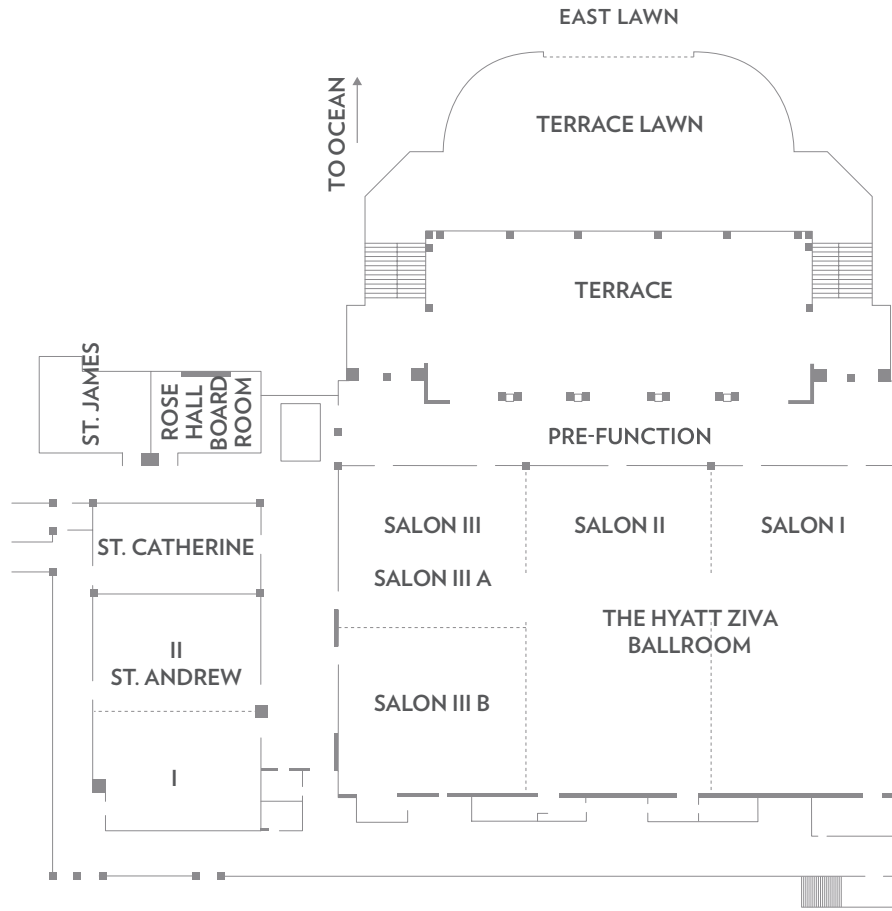 EAST LAWN
TO OCEAN
TERRACE LAWN
TERRACE
ST. JAMES
ROSE
HALL
BOARD
ROOM
PRE-FUNCTION
SALON III
SALON II
SALON I
ST. CATHERINE
SALON III A
THE HYATT ZIVA
BALLROOM
II
ST. ANDREW
SALON III B
I